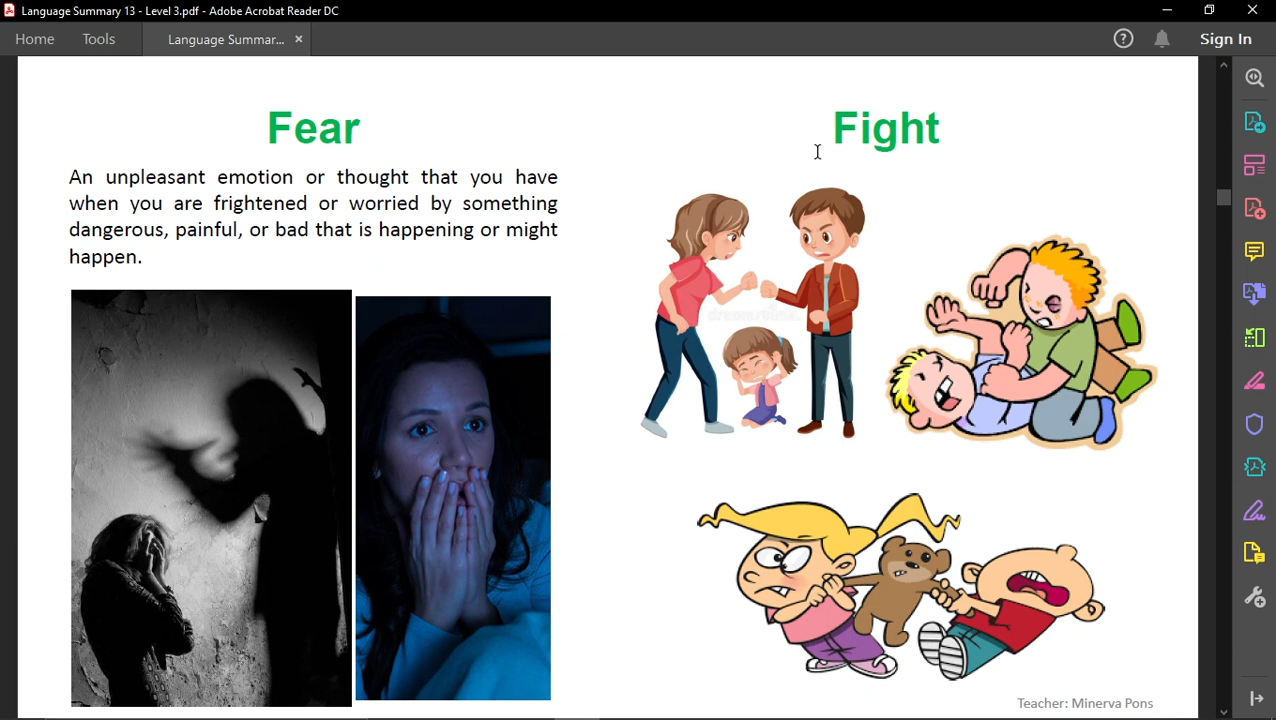 Language Summary 13 - Level 3.pdf - Adobe Acrobat Reader DC
Home Tools Language Summar... × Sign In
Fear
An unpleasant emotion or thought that you have
when you are frightened or worried by something
dangerous, painful, or bad that is happening or might
happen.
Fight
dreamstime
Teacher: Minerva Pons